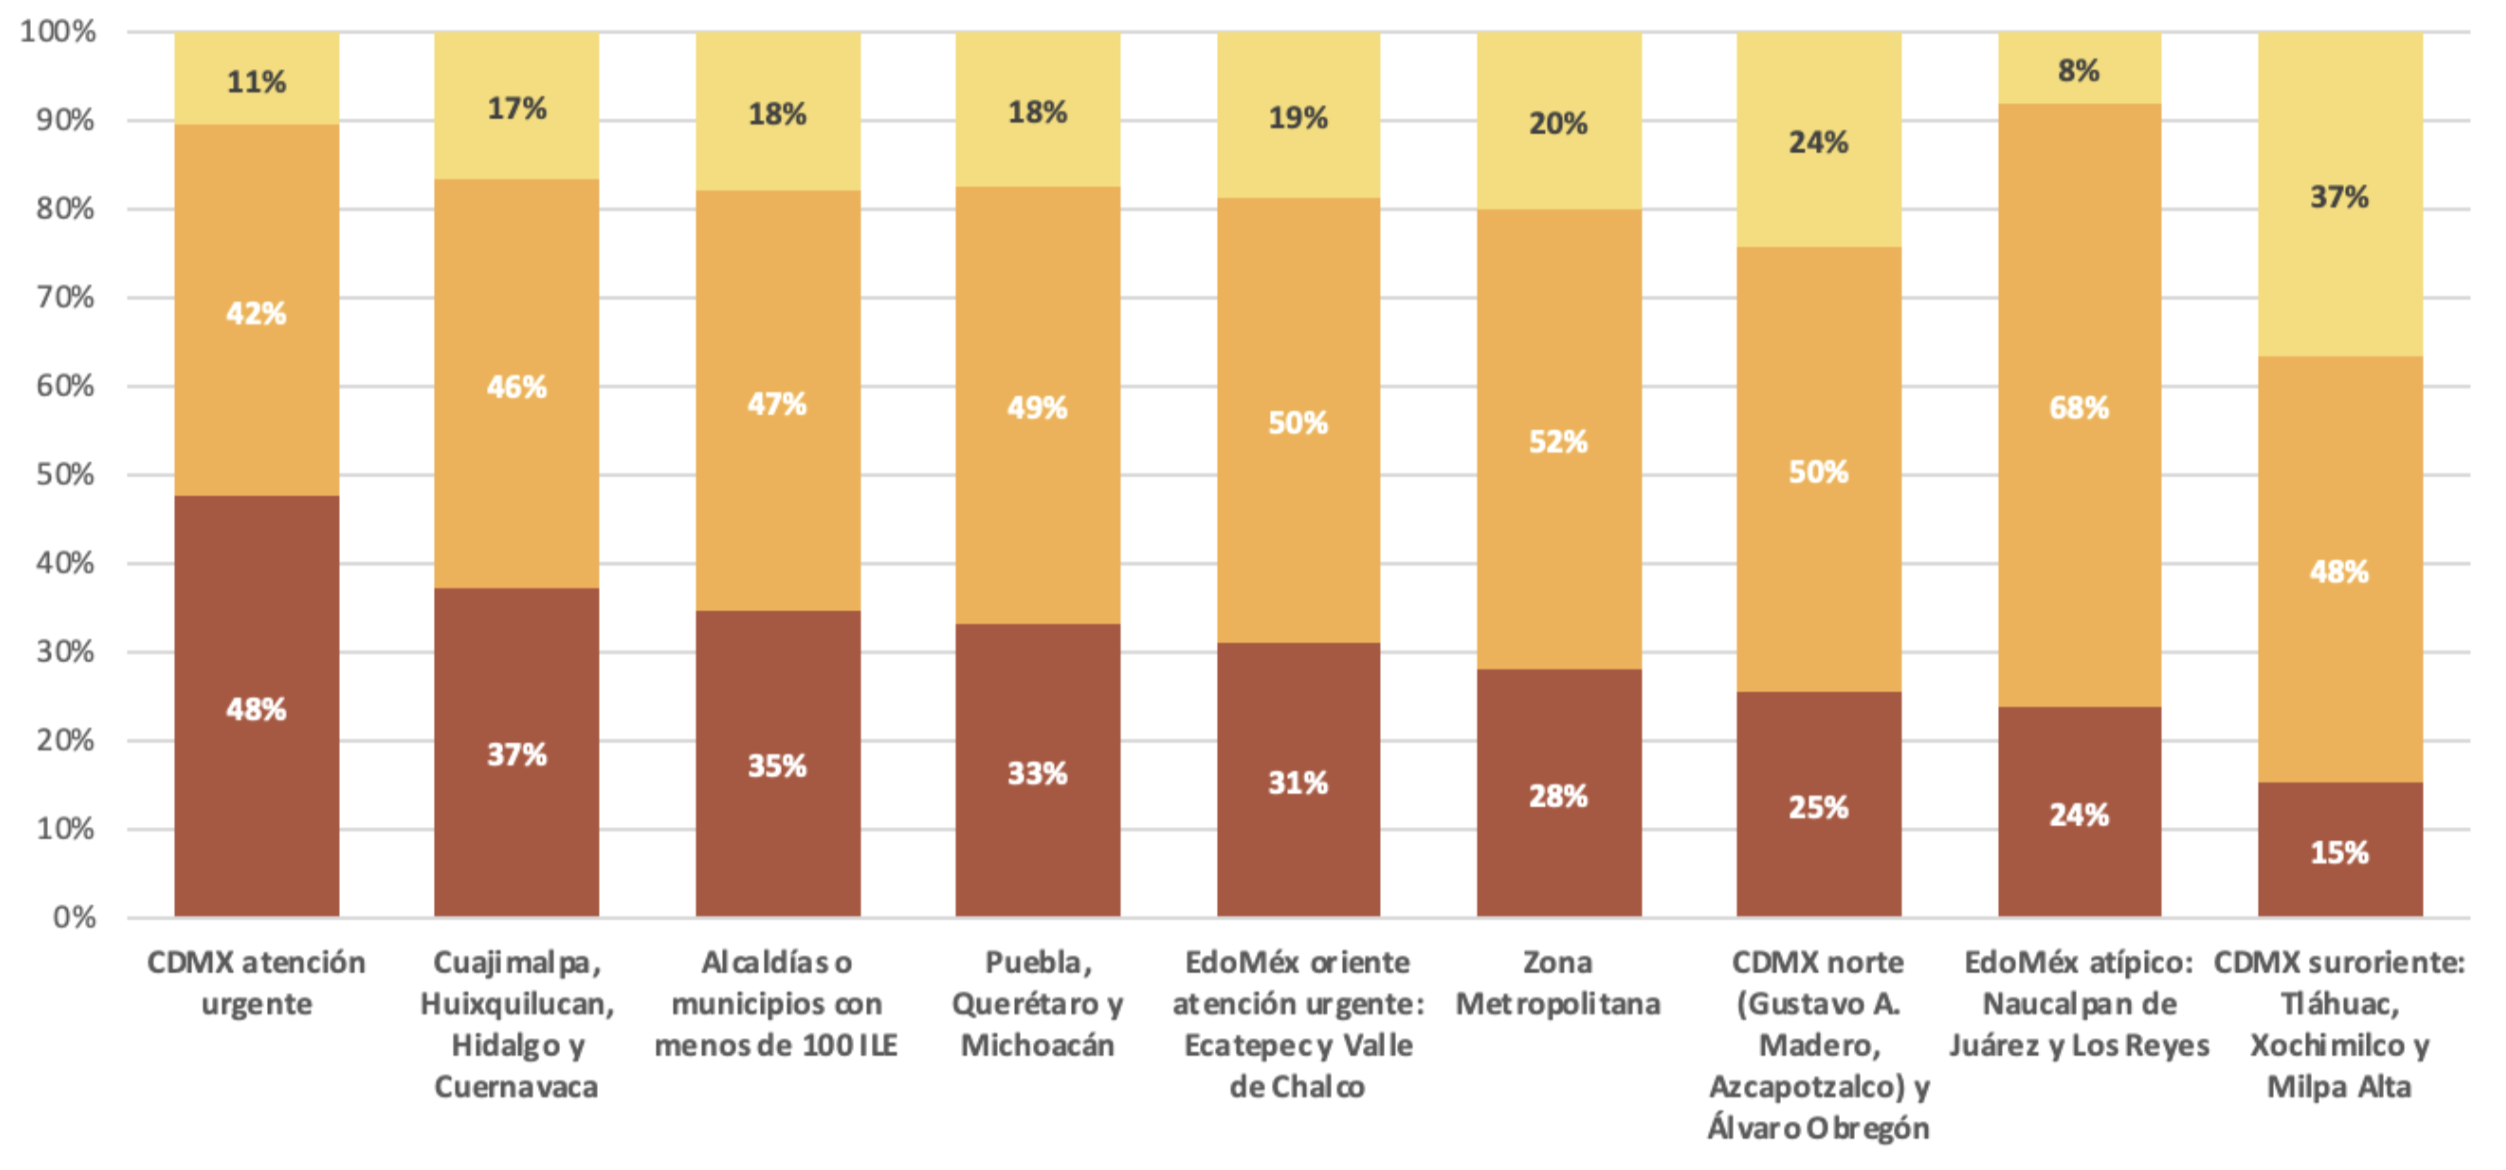 100%
90%
80%
70%
60%
50%
40%
30%
20%
10%
0%
11%
42%
48%
17%
46%
37%
18%
47%
35%
18%
49%
33%
19%
50%
31%
20%
52%
28%
24%
50%
25%
8%
68%
24%
37%
48%
15%
CDMX atención
urgente
Cuajimalpa,
Huixquilucan,
Hidalgo y
Cuernavaca
Alcaldías o
municipios con
menos de 100 ILE
Puebla,
Querétaro y
Michoacán
EdoMéx oriente
atención urgente:
Ecatepec y Valle
de Chalco
Zona
Metropolitana
CDMX norte
(Gustavo A.
Madero,
Azcapotzalco) y
Álvaro Obregón
EdoMéx atípico:
Naucalpan de
Juárez y Los Reyes
CDMX suroriente:
Tláhuac,
Xochimilco y
Milpa Alta